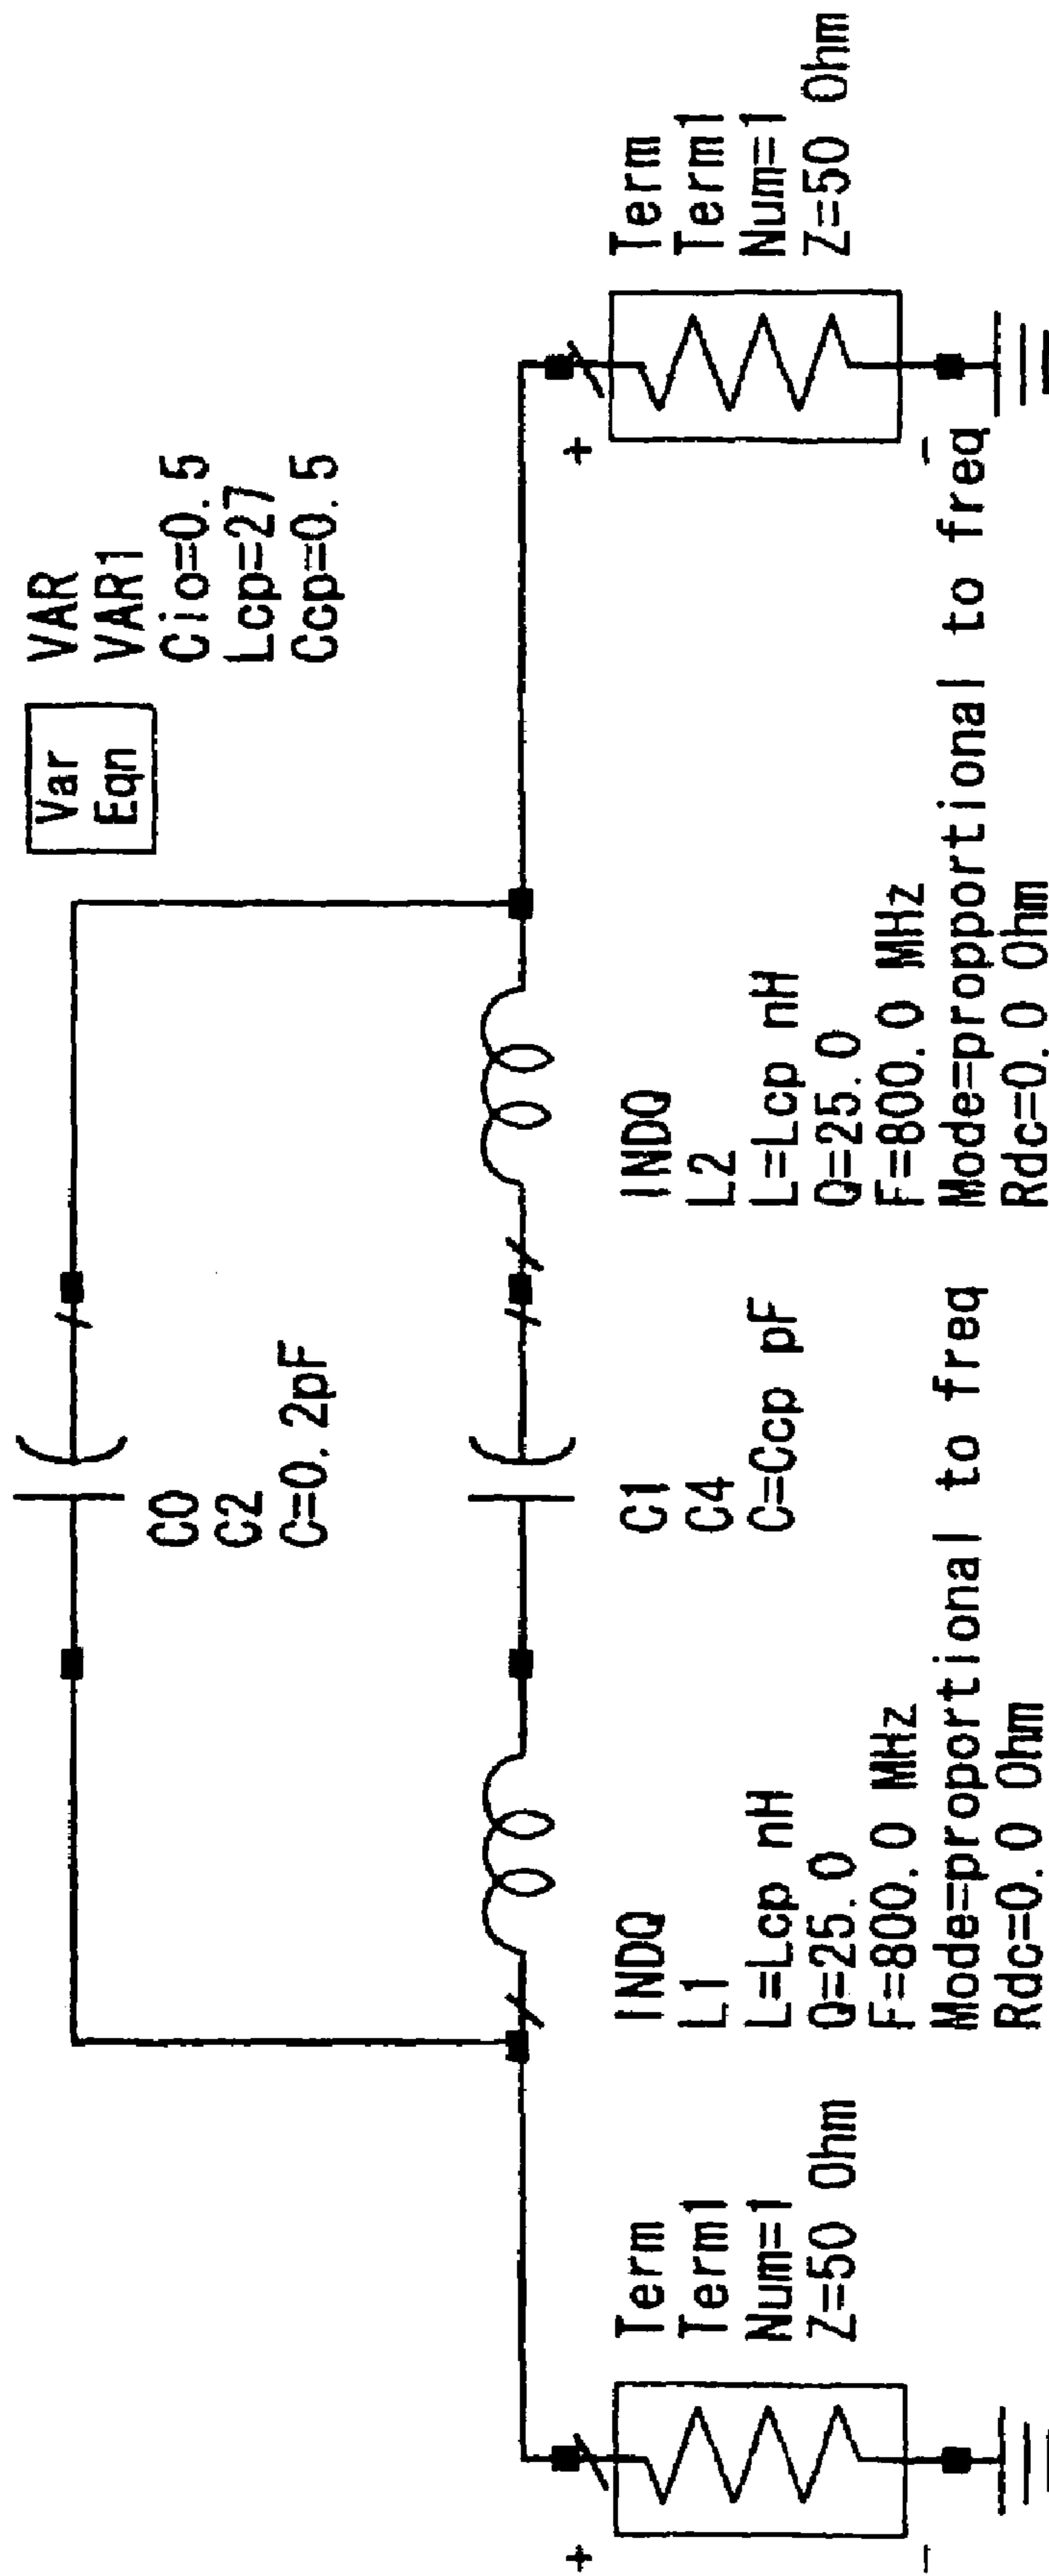 Var
Eqn
VAR
VAR1
Cio=0.5
Lcp=27
Ccp=0.5
C0
C2
C=0.2pF
Term
Term1
Num=1
Z=50 Ohm
+
-
INDQ
L1
L=Lcp nH
Q=25.0
F=800.0 MHz
Mode=proportional to freq
Rdc=0.0 Ohm
C1
C4
C=Ccp pF
INDQ
L2
L=Lcp nH
Q=25.0
F=800.0 MHz
Mode=propportional to freq
Rdc=0.0 Ohm
Term
Term1
Num=1
Z=50 Ohm
+
-